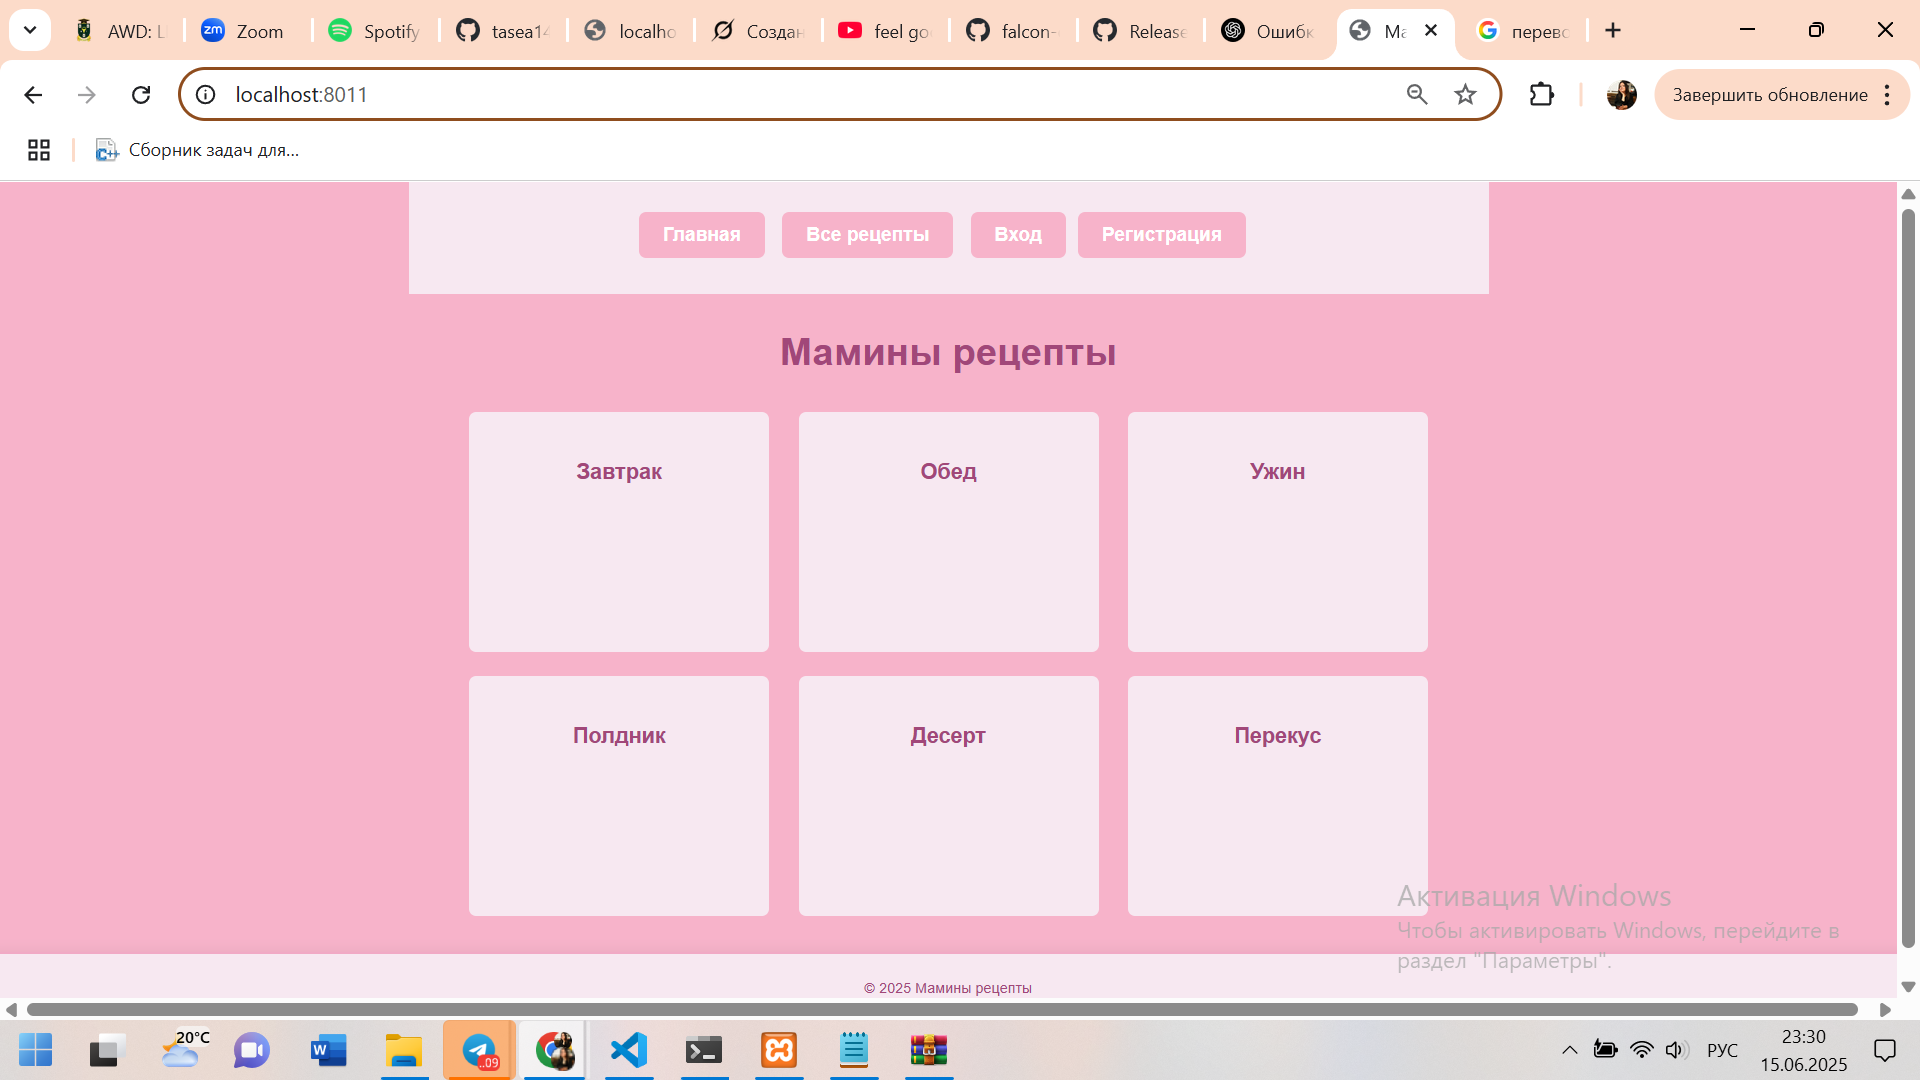 AWD: L
Zoom
Spotify
tasea14
localho
Создан
feel go
falcon-
Release
Ошибк
Ма
перево
localhost:8011
Завершить обновление
Сборник задач для...
Главная
Все рецепты
Вход
Регистрация
Мамины рецепты
Завтрак
Обед
Ужин
Полдник
Десерт
Перекус
Активация Windows
Чтобы активировать Windows, перейдите в
раздел "Параметры".
© 2025 Мамины рецепты
20°C
..09
РУС
23:30
15.06.2025